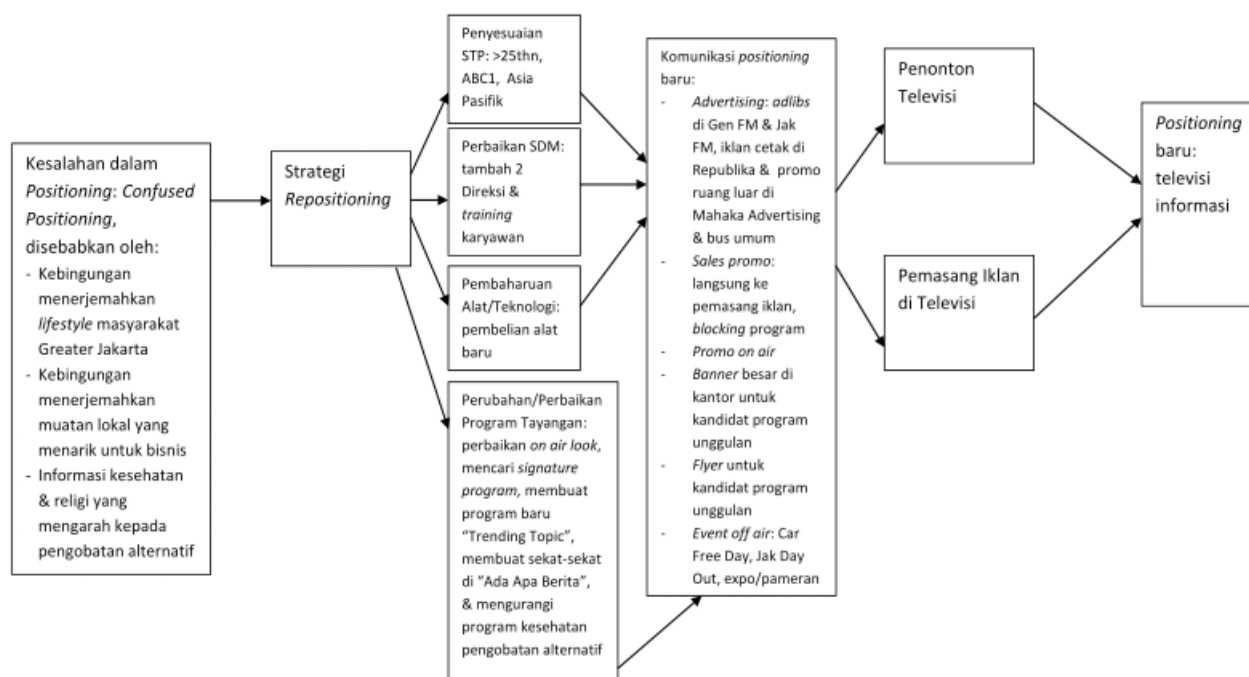 Kesalahan dalam
Positioning: Confused
Positioning,
disebabkan oleh:
- Kebingungan
menerjemahkan
lifestyle masyarakat
Greater Jakarta
- Kebingungan
menerjemahkan
muatan lokal yang
menarik untuk bisnis
- Informasi kesehatan
& religi yang
mengarah kepada
pengobatan alternatif
Strategi
Repositioning
Penyesuaian
STP: >25thn,
ABC1, Asia
Pasifik
Perbaikan SDM:
tambah 2
Direksi &
training
karyawan
Pembaharuan
Alat/Teknologi:
pembelian alat
baru
Perubahan/Perbaikan
Program Tayangan:
perbaikan on air look,
mencari signature
program, membuat
program baru
“Trending Topic”,
membuat sekat-sekat
di “Ada Apa Berita”,
& mengurangi
program kesehatan
pengobatan alternatif
Komunikasi positioning
baru:
- Advertising: adlibs
di Gen FM & Jak
FM, iklan cetak di
Republika & promo
ruang luar di
Mahaka Advertising
& bus umum
- Sales promo:
langsung ke
pemasang iklan,
blocking program
- Promo on air
- Banner besar di
kantor untuk
kandidat program
unggulan
- Flyer untuk
kandidat program
unggulan
- Event off air: Car
Free Day, Jak Day
Out, expo/pameran
Penonton
Televisi
Pemasang Iklan
di Televisi
Positioning
baru:
televisi
informasi